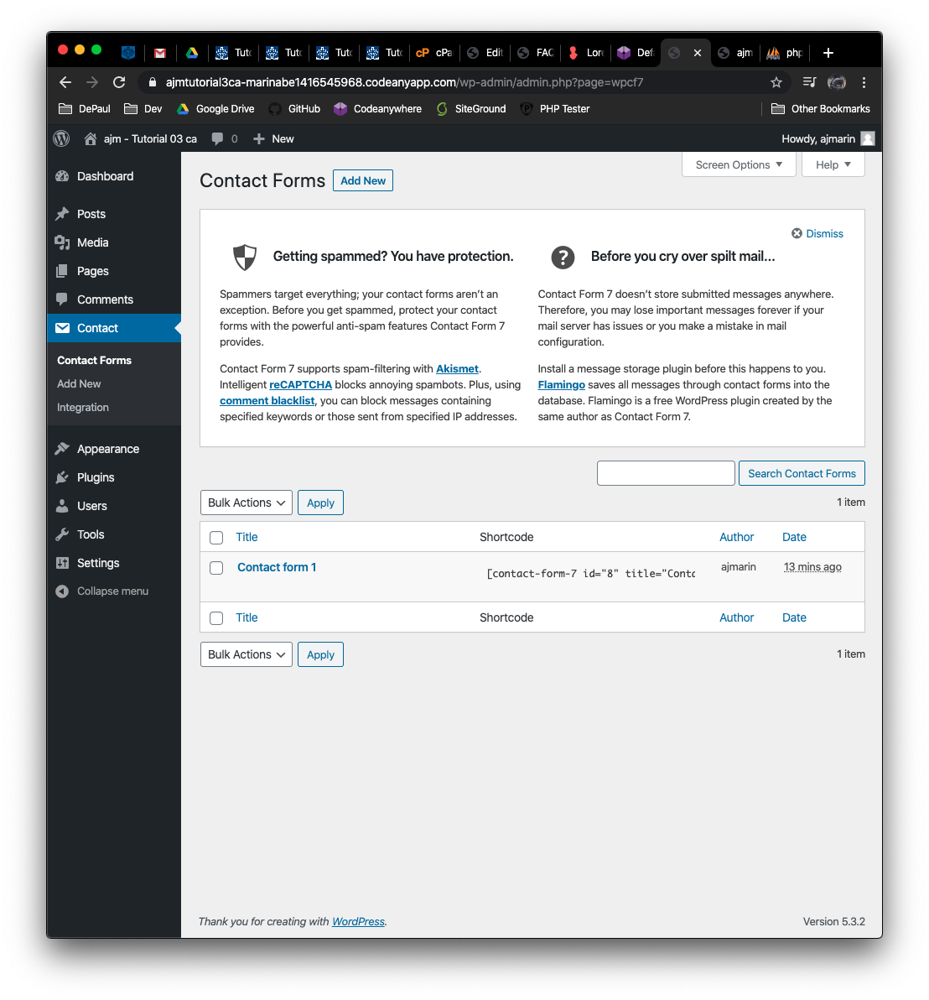 Tuto
Tuto
Tuto
Tuto
cPa
Edit
FAQ
Lore
Defa
ajm
php
ajmtutorial3ca-marinabe1416545968.codeanyapp.com/wp-admin/admin.php?page=wpcf7
DePaul
Dev
Google Drive
GitHub
Codeanywhere
SiteGround
PHP Tester
Other Bookmarks
ajm - Tutorial 03 ca
0
New
Howdy, ajmarin
Dashboard
Posts
Media
Pages
Comments
Contact
Contact Forms
Add New
Integration
Appearance
Plugins
Users
Tools
Settings
Collapse menu
Screen Options
Help
Contact Forms
Add New
Dismiss
Getting spammed? You have protection.
Spammers target everything; your contact forms aren’t an
exception. Before you get spammed, protect your contact
forms with the powerful anti-spam features Contact Form 7
provides.
Contact Form 7 supports spam-filtering with Akismet.
Intelligent reCAPTCHA blocks annoying spambots. Plus, using
comment blacklist, you can block messages containing
specified keywords or those sent from specified IP addresses.
Before you cry over spilt mail…
Contact Form 7 doesn’t store submitted messages anywhere.
Therefore, you may lose important messages forever if your
mail server has issues or you make a mistake in mail
configuration.
Install a message storage plugin before this happens to you.
Flamingo saves all messages through contact forms into the
database. Flamingo is a free WordPress plugin created by the
same author as Contact Form 7.
Search Contact Forms
Bulk Actions
Apply
1 item
Title
Shortcode
Author
Date
Contact form 1
[contact-form-7 id="8" title="Conta
ajmarin
13 mins ago
Title
Shortcode
Author
Date
Bulk Actions
Apply
1 item
Thank you for creating with WordPress.
Version 5.3.2